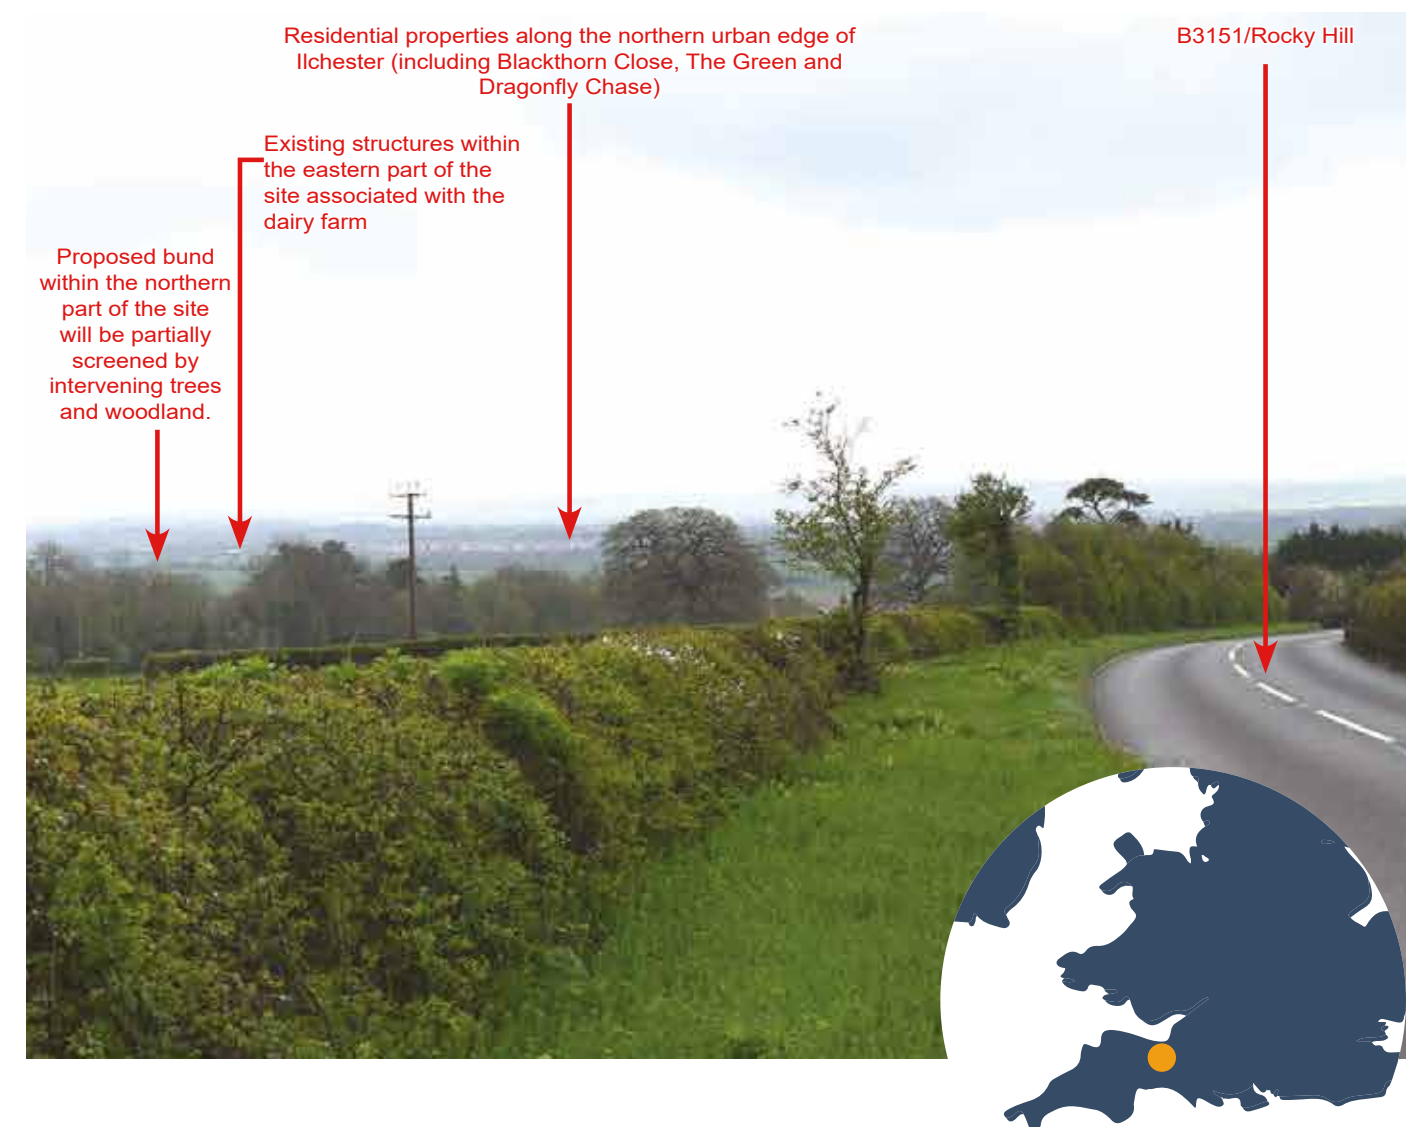 Residential properties along the northern urban edge of
Ilchester (including Blackthorn Close, The Green and
Dragonfly Chase)
B3151/Rocky Hill
Existing structures within
the eastern part of the
site associated with the
dairy farm
Proposed bund
within the northern
part of the site
will be partially
screened by
intervening trees
and woodland.